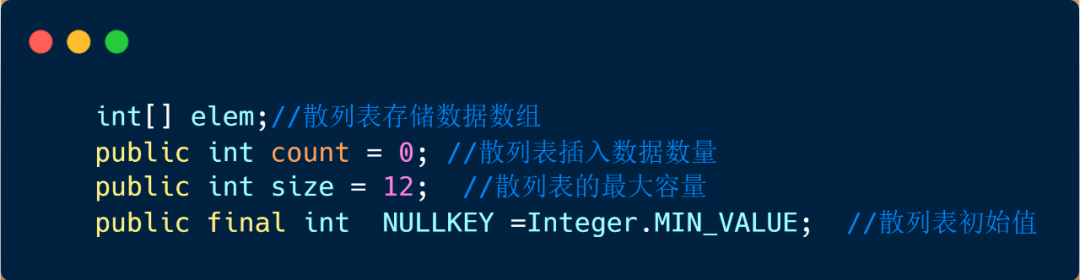 int[] elem;//散列表存储数据数组
public int count = 0; //散列表插入数据数量
public int size = 12;  //散列表的最大容量
public final int  NULLKEY =Integer.MIN_VALUE;  //散列表初始值